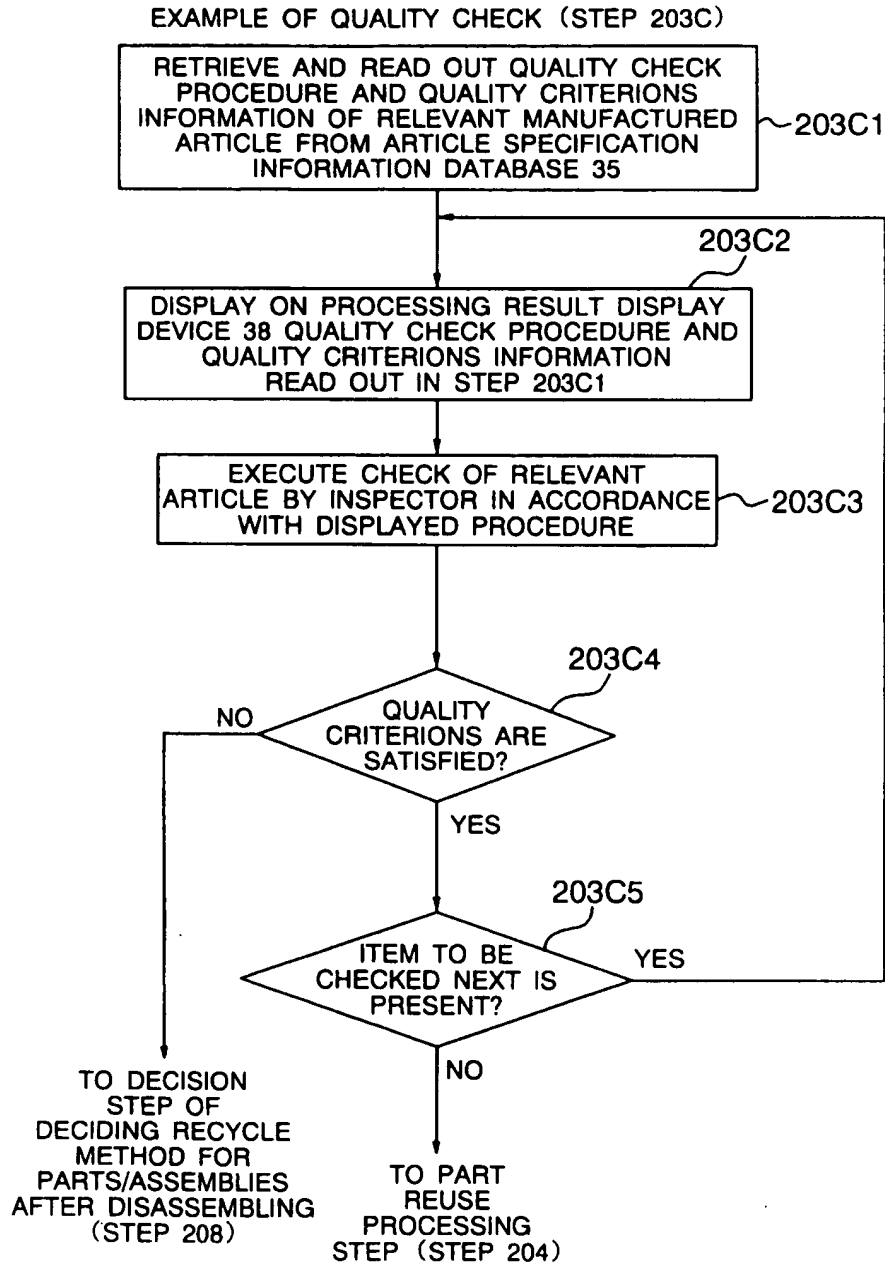 EXAMPLE OF QUALITY CHECK (STEP 203C)
RETRIEVE AND READ OUT QUALITY CHECK
PROCEDURE AND QUALITY CRITERIONS
INFORMATION OF RELEVANT MANUFACTURED
ARTICLE FROM ARTICLE SPECIFICATION
INFORMATION DATABASE 35
203C1
203C2
DISPLAY ON PROCESSING RESULT DISPLAY
DEVICE 38 QUALITY CHECK PROCEDURE AND
QUALITY CRITERIONS INFORMATION
READ OUT IN STEP 203C1
EXECUTE CHECK OF RELEVANT
ARTICLE BY INSPECTOR IN ACCORDANCE
WITH DISPLAYED PROCEDURE
203C3
203C4
NO
QUALITY
CRITERIONS ARE
SATISFIED?
YES
203C5
ITEM TO BE
CHECKED NEXT IS
PRESENT?
YES
NO
TO DECISION
STEP OF
DECIDING RECYCLE
METHOD FOR
PARTS/ASSEMBLIES
AFTER DISASSEMBLING
(STEP 208)
TO PART
REUSE
PROCESSING
STEP (STEP 204)